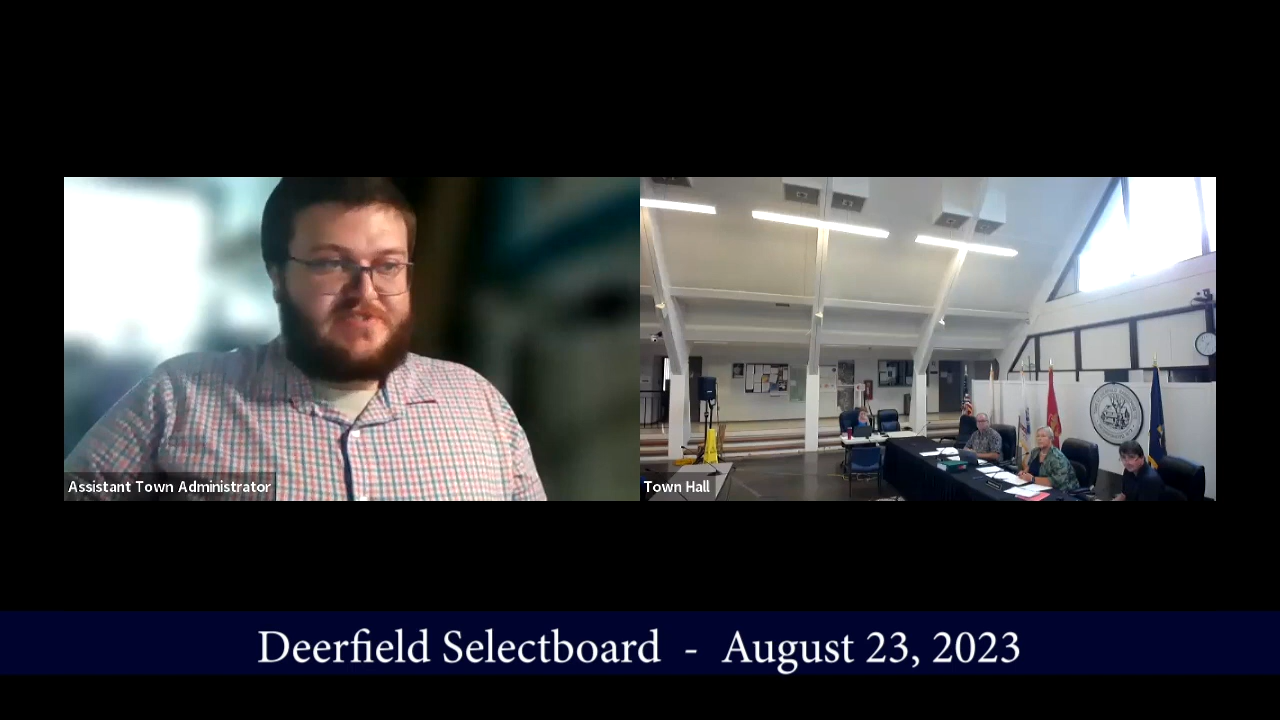 Assistant Town Administrator
Town Hall
Deerfield Selectboard - August 23, 2023